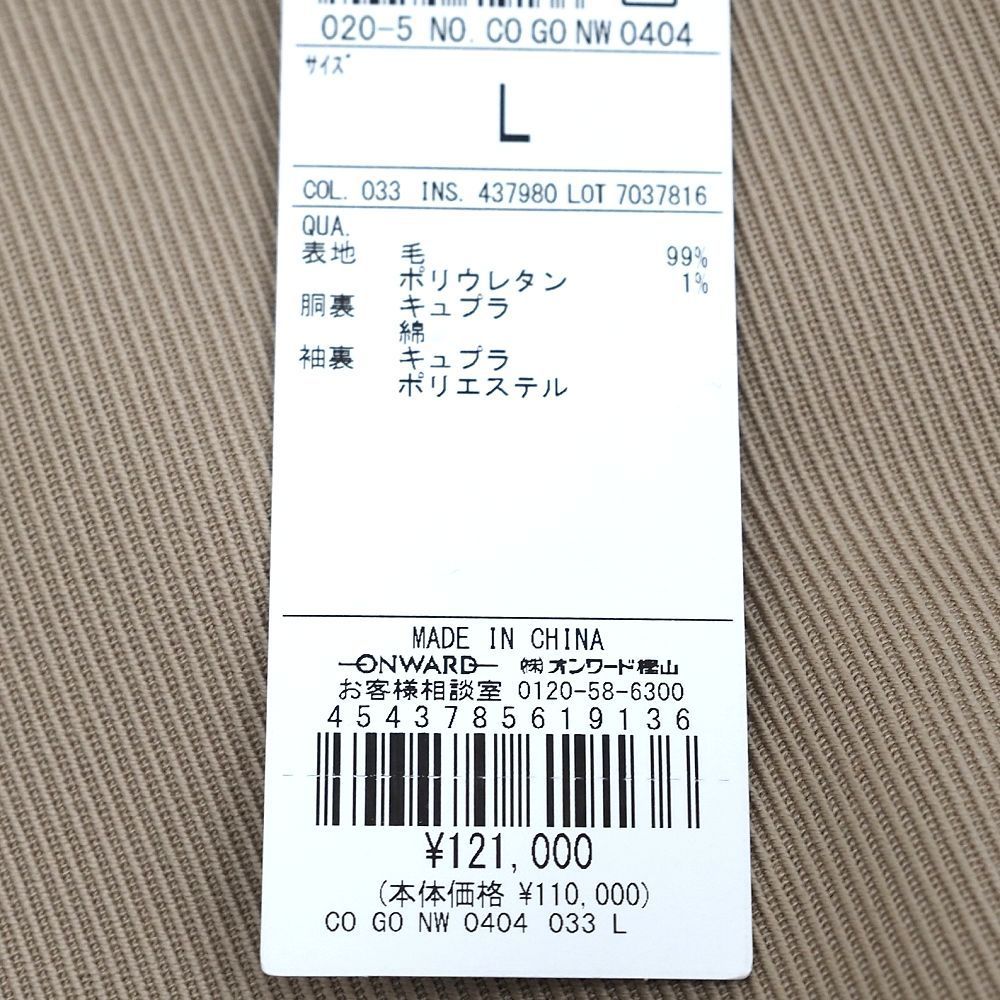 020-5 NO. CO GO NW 0404
サイズ
L
COL. 033 INS. 437980 LOT 7037816
QUA.
表地 毛 99%
ポリウレタン 1%
胴裏 キュプラ
綿
袖裏 キュプラ
ポリエステル
MADE IN CHINA
ONWARD ㈱オンワード樫山
お客様相談室 0120-58-6300
4543785619136
¥121,000
(本体価格 ¥110,000)
CO GO NW 0404 033 L